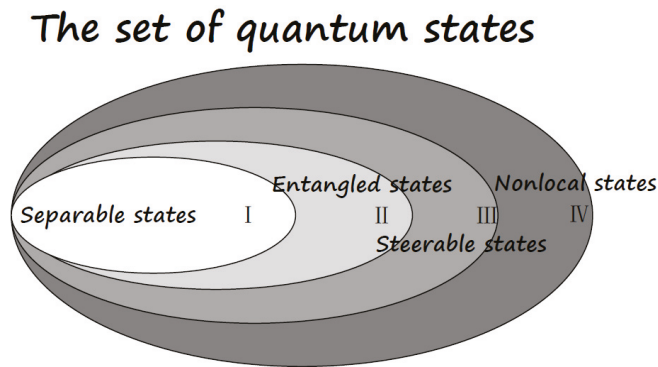 The set of quantum states
Entangled states
Nonlocal states
Separable states I II III IV
Steerable states